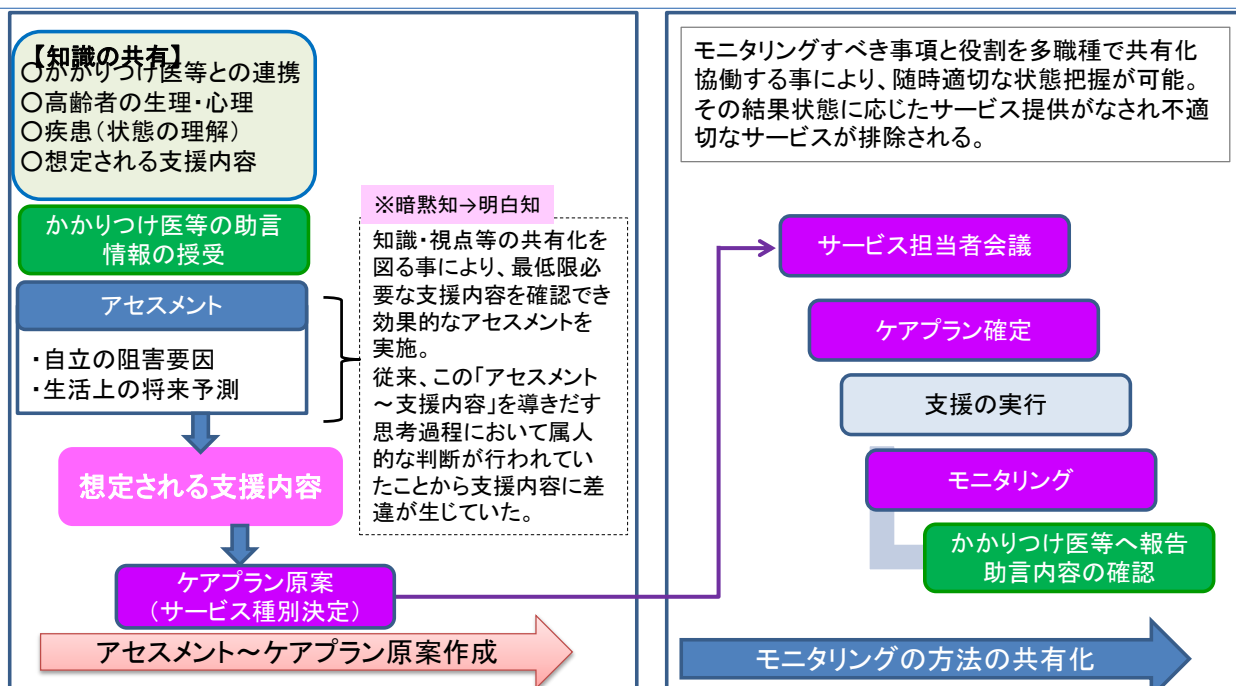 【知識の共有】
〇かかりつけ医等との連携
〇高齢者の生理・心理
〇疾患（状態の理解）
〇想定される支援内容
かかりつけ医等の助言
情報の授受
アセスメント
・自立の阻害要因
・生活上の将来予測
想定される支援内容
ケアプラン原案
（サービス種別決定）
アセスメント～ケアプラン原案作成
※暗黙知→明白知
知識・視点等の共有化を
図る事により、最低限必
要な支援内容を確認でき
効果的なアセスメントを
実施。
従来、この「アセスメント
～支援内容」を導きだす
思考過程において属人
的な判断が行われてい
たことから支援内容に差
違が生じていた。
モニタリングすべき事項と役割を多職種で共有化
協働する事により、随時適切な状態把握が可能。
その結果状態に応じたサービス提供がなされ不適
切なサービスが排除される。
サービス担当者会議
ケアプラン確定
支援の実行
モニタリング
かかりつけ医等へ報告
助言内容の確認
モニタリングの方法の共有化